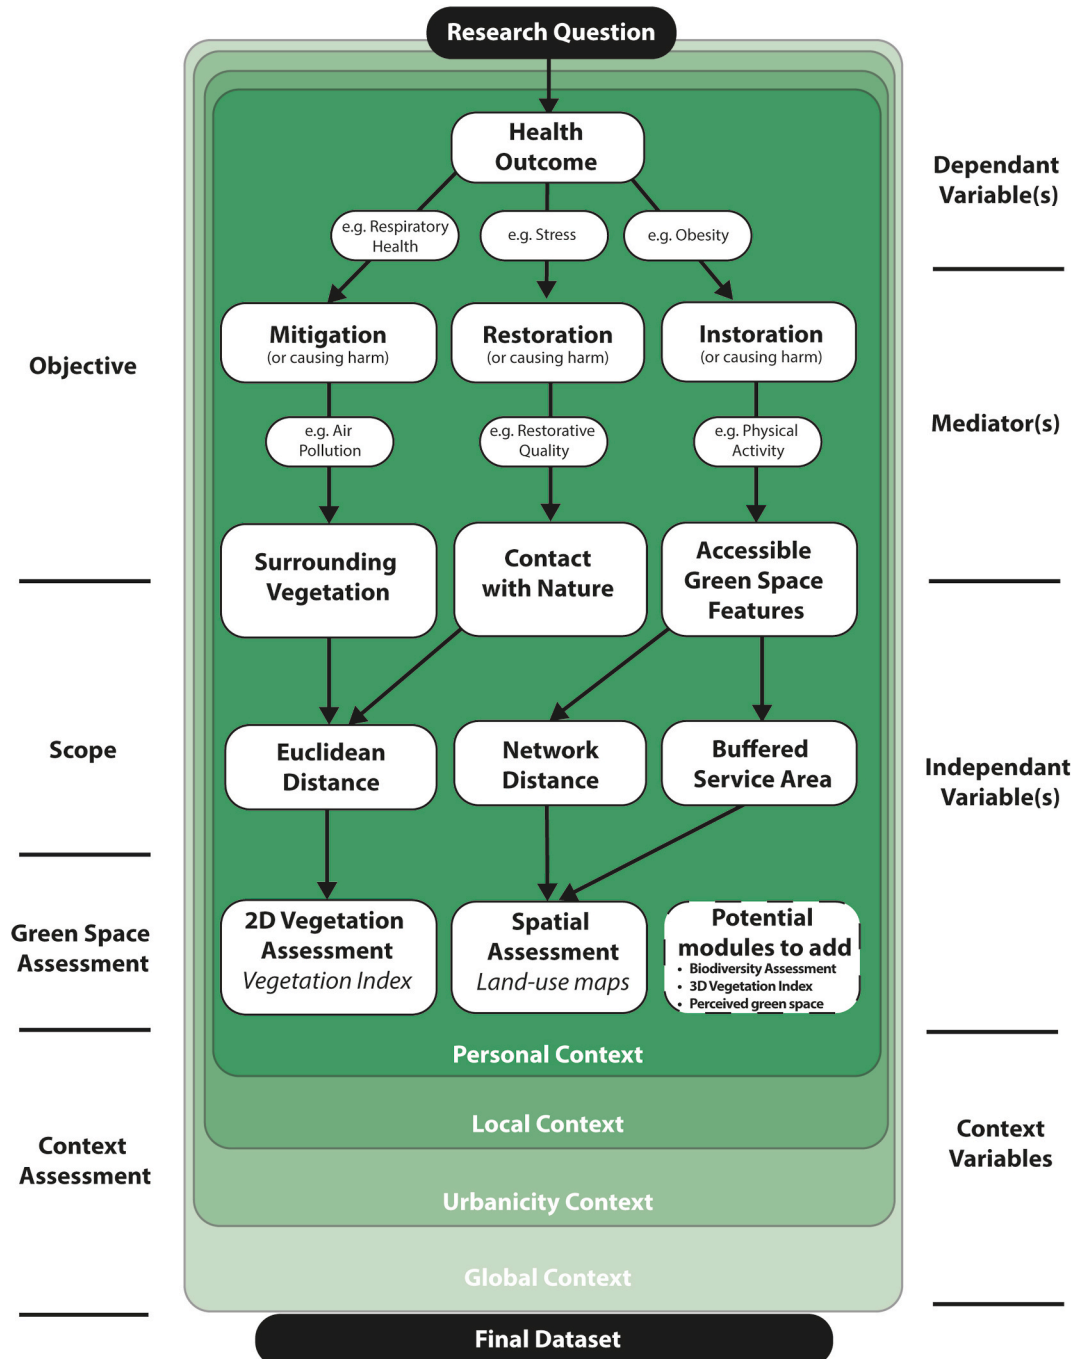 Research Question
Health
Outcome
Dependant
Variable(s)
e.g. Respiratory
Health
e.g. Stress
e.g. Obesity
Objective
Mitigation
(or causing harm)
Restoration
(or causing harm)
Instoration
(or causing harm)
Mediator(s)
e.g. Air
Pollution
e.g. Restorative
Quality
e.g. Physical
Activity
Surrounding
Vegetation
Contact
with Nature
Accessible
Green Space
Features
Scope
Euclidean
Distance
Network
Distance
Buffered
Service Area
Independant
Variable(s)
Green Space
Assessment
2D Vegetation
Assessment
Vegetation Index
Spatial
Assessment
Land-use maps
Potential
modules to add
• Biodiversity Assessment
• 3D Vegetation Index
• Perceived green space
Personal Context
Local Context
Context
Assessment
Context
Variables
Urbanicity Context
Global Context
Final Dataset